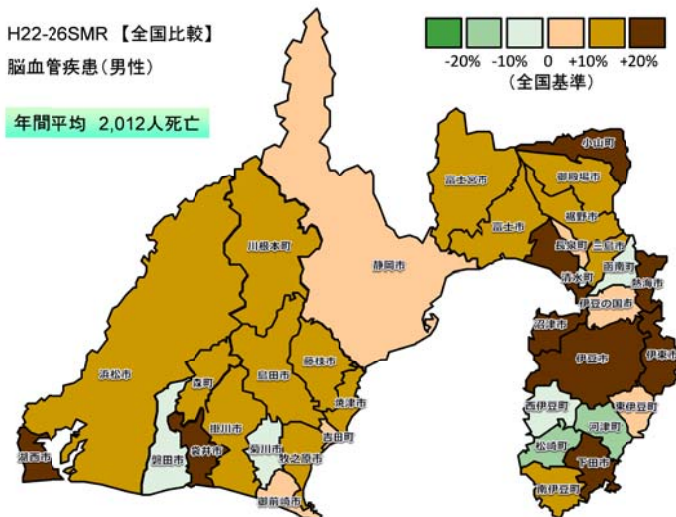 H22-26SMR 【全国比較】
脳血管疾患(男性)
年間平均 2,012人死亡
-20% -10% 0 +10% +20%
(全国基準)
小山町
富士宮市
御殿場市
裾野市
富士市
長泉町
三島市
川根本町
静岡市
清水町
函南町
熱海市
伊豆の国市
沼津市
伊豆市
伊東市
浜松市
森町
島田市
藤枝市
焼津市
掛川市
吉田町
西伊豆町
東伊豆町
河津町
湖西市
磐田市
袋井市
菊川市
牧之原市
松崎町
下田市
御前崎市
南伊豆町